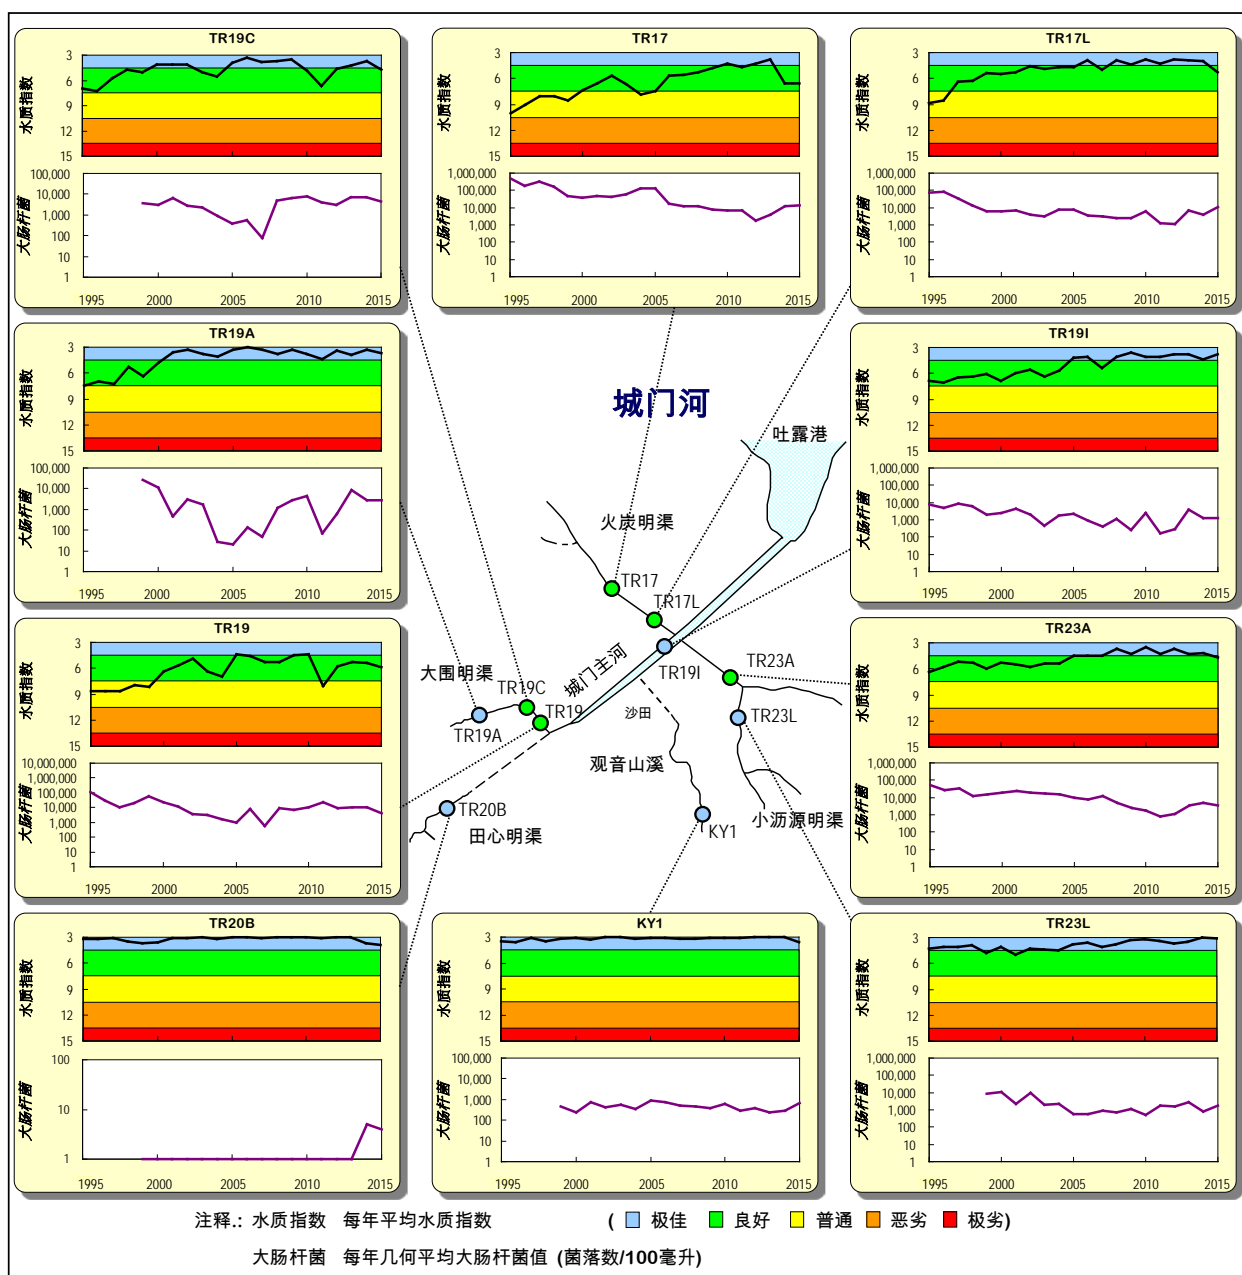 TR19C
水质指数
3
6
9
12
15
大肠杆菌
100,000
10,000
1,000
100
10
1
1995 2000 2005 2010 2015
TR17
水质指数
3
6
9
12
15
大肠杆菌
1,000,000
100,000
10,000
1,000
100
10
1
1995 2000 2005 2010 2015
TR17L
水质指数
3
6
9
12
15
大肠杆菌
1,000,000
100,000
10,000
1,000
100
10
1
1995 2000 2005 2010 2015
TR19A
水质指数
3
6
9
12
15
大肠杆菌
100,000
10,000
1,000
100
10
1
1995 2000 2005 2010 2015
TR19I
水质指数
3
6
9
12
15
大肠杆菌
1,000,000
100,000
10,000
1,000
100
10
1
1995 2000 2005 2010 2015
城门河
吐露港
火炭明渠
TR17
TR17L
城门主河
TR19I
TR23A
大围明渠
TR19C
TR19
TR19A
沙田
TR23L
观音山溪
TR20B
田心明渠
KY1
小沥源明渠
TR19
水质指数
3
6
9
12
15
大肠杆菌
10,000,000
1,000,000
100,000
10,000
1,000
100
10
1
1995 2000 2005 2010 2015
TR23A
水质指数
3
6
9
12
15
大肠杆菌
1,000,000
100,000
10,000
1,000
100
10
1
1995 2000 2005 2010 2015
TR20B
水质指数
3
6
9
12
15
大肠杆菌
100
10
1
1995 2000 2005 2010 2015
KY1
水质指数
3
6
9
12
15
大肠杆菌
100,000
10,000
1,000
100
10
1
1995 2000 2005 2010 2015
TR23L
水质指数
3
6
9
12
15
大肠杆菌
1,000,000
100,000
10,000
1,000
100
10
1
1995 2000 2005 2010 2015
注释.: 水质指数 每年平均水质指数 ( 极佳 良好 普通 恶劣 极劣)
大肠杆菌 每年几何平均大肠杆菌值 (菌落数/100毫升)